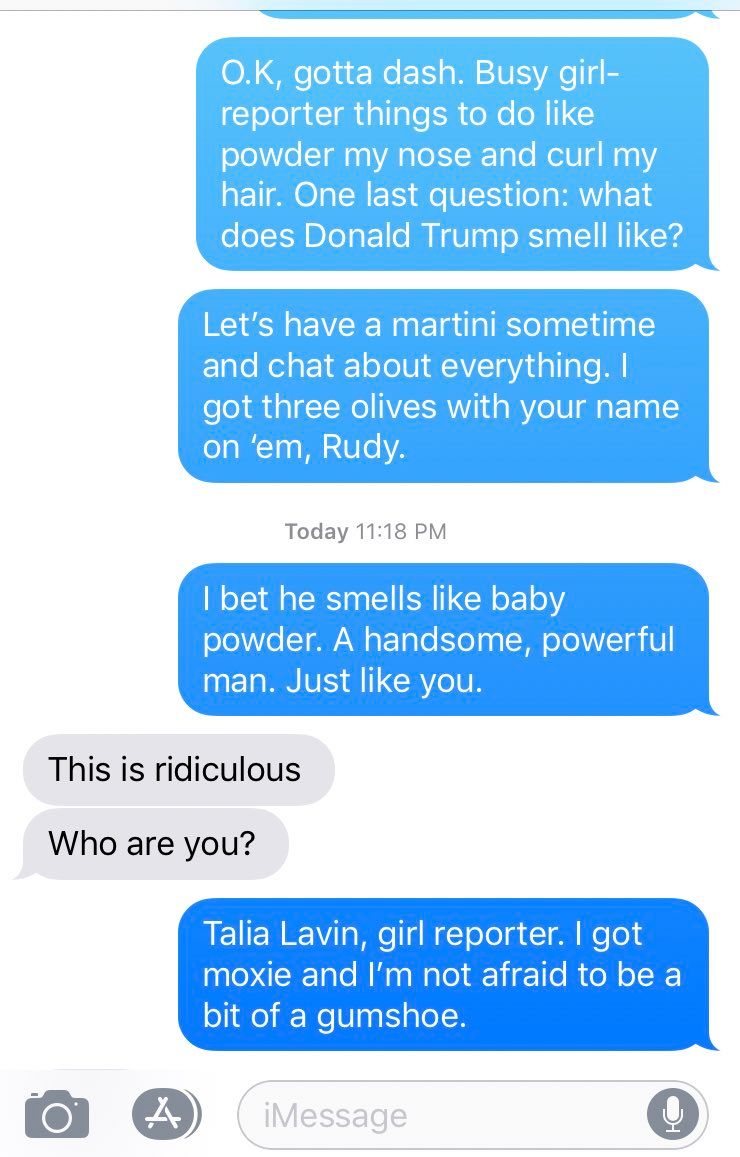 O.K, gotta dash. Busy girl-
reporter things to do like
powder my nose and curl my
hair. One last question: what
does Donald Trump smell like?
Let’s have a martini sometime
and chat about everything. I
got three olives with your name
on ‘em, Rudy.
Today 11:18 PM
I bet he smells like baby
powder. A handsome, powerful
man. Just like you.
This is ridiculous
Who are you?
Talia Lavin, girl reporter. I got
moxie and I’m not afraid to be a
bit of a gumshoe.
iMessage